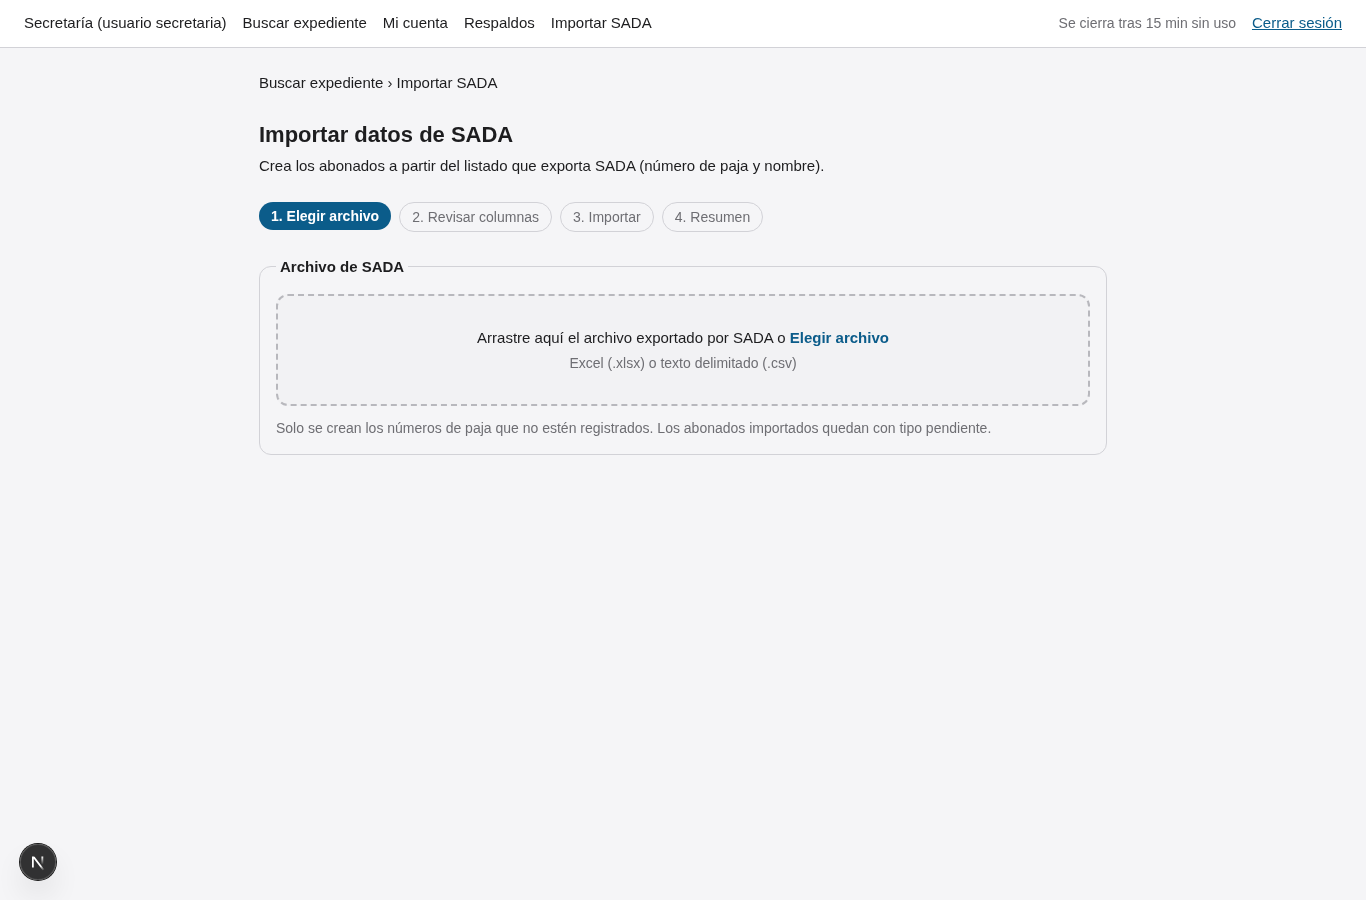 Secretaría (usuario secretaria) Buscar expediente Mi cuenta Respaldos Importar SADA Se cierra tras 15 min sin uso Cerrar sesión
Buscar expediente › Importar SADA
Importar datos de SADA
Crea los abonados a partir del listado que exporta SADA (número de paja y nombre).
1. Elegir archivo 2. Revisar columnas 3. Importar 4. Resumen
Archivo de SADA
Arrastre aquí el archivo exportado por SADA o Elegir archivo
Excel (.xlsx) o texto delimitado (.csv)
Solo se crean los números de paja que no estén registrados. Los abonados importados quedan con tipo pendiente.
N